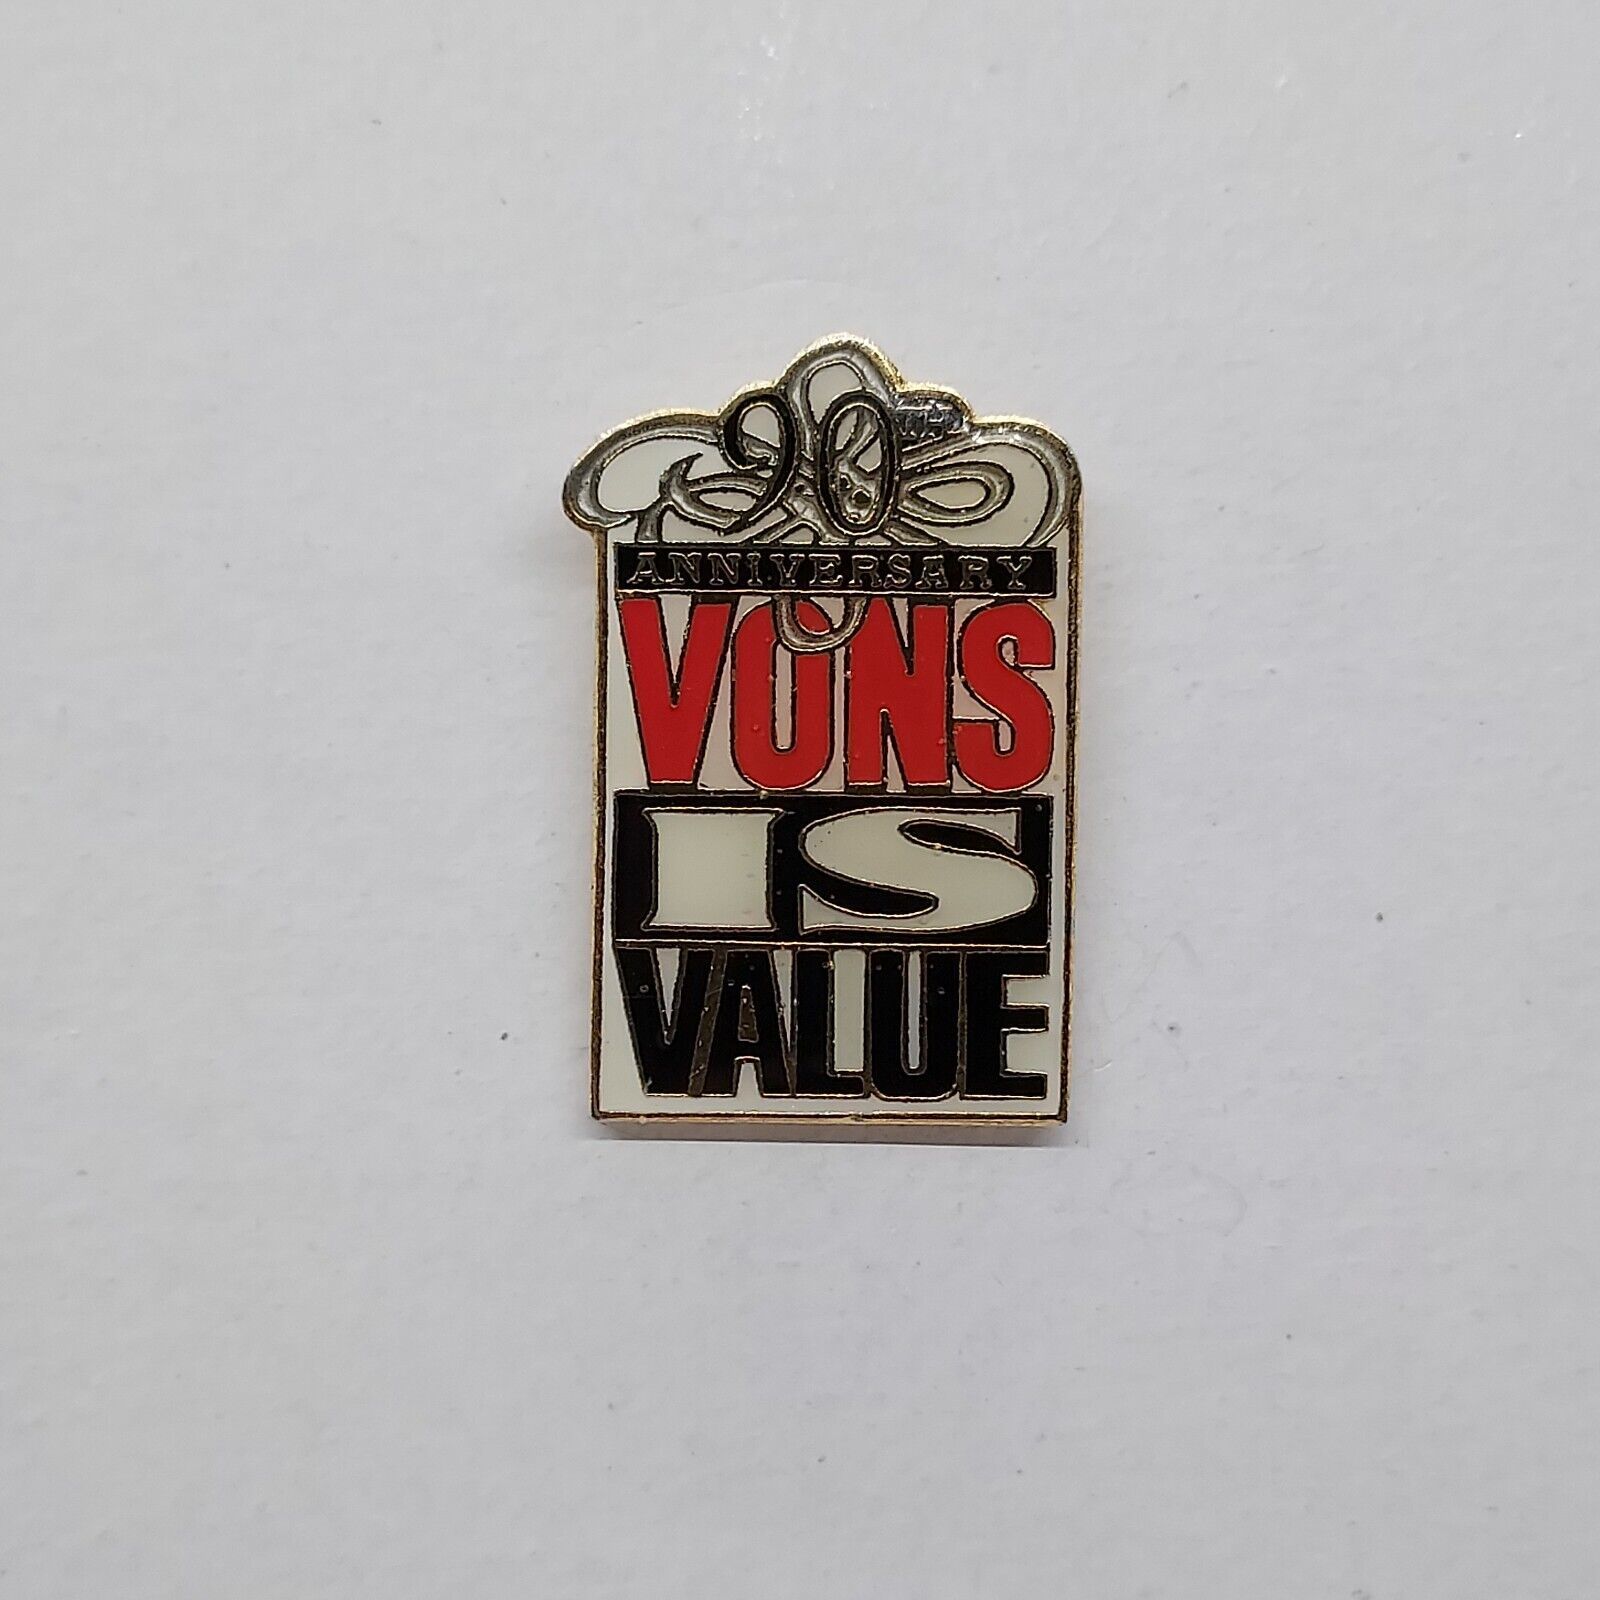 90TH
ANNIVERSARY
VONS
IS
VALUE